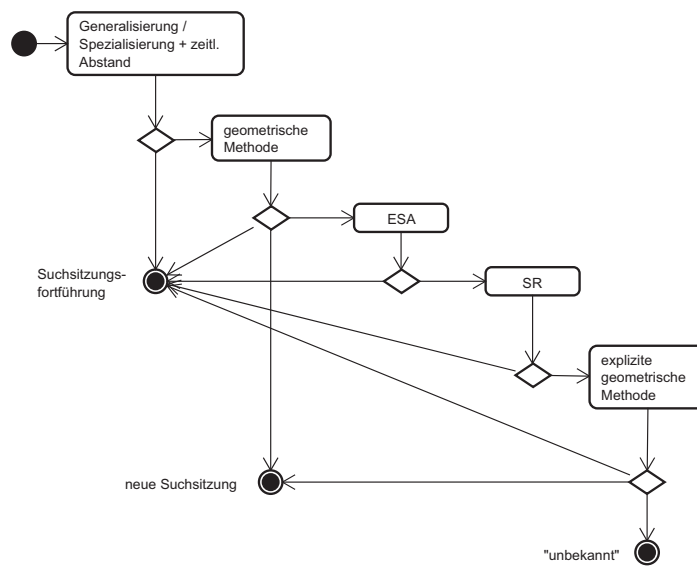 Generalisierung /
Spezialisierung + zeitl.
Abstand
geometrische
Methode
ESA
Suchsitzungs-
fortführung
SR
explizite
geometrische
Methode
neue Suchsitzung
"unbekannt"